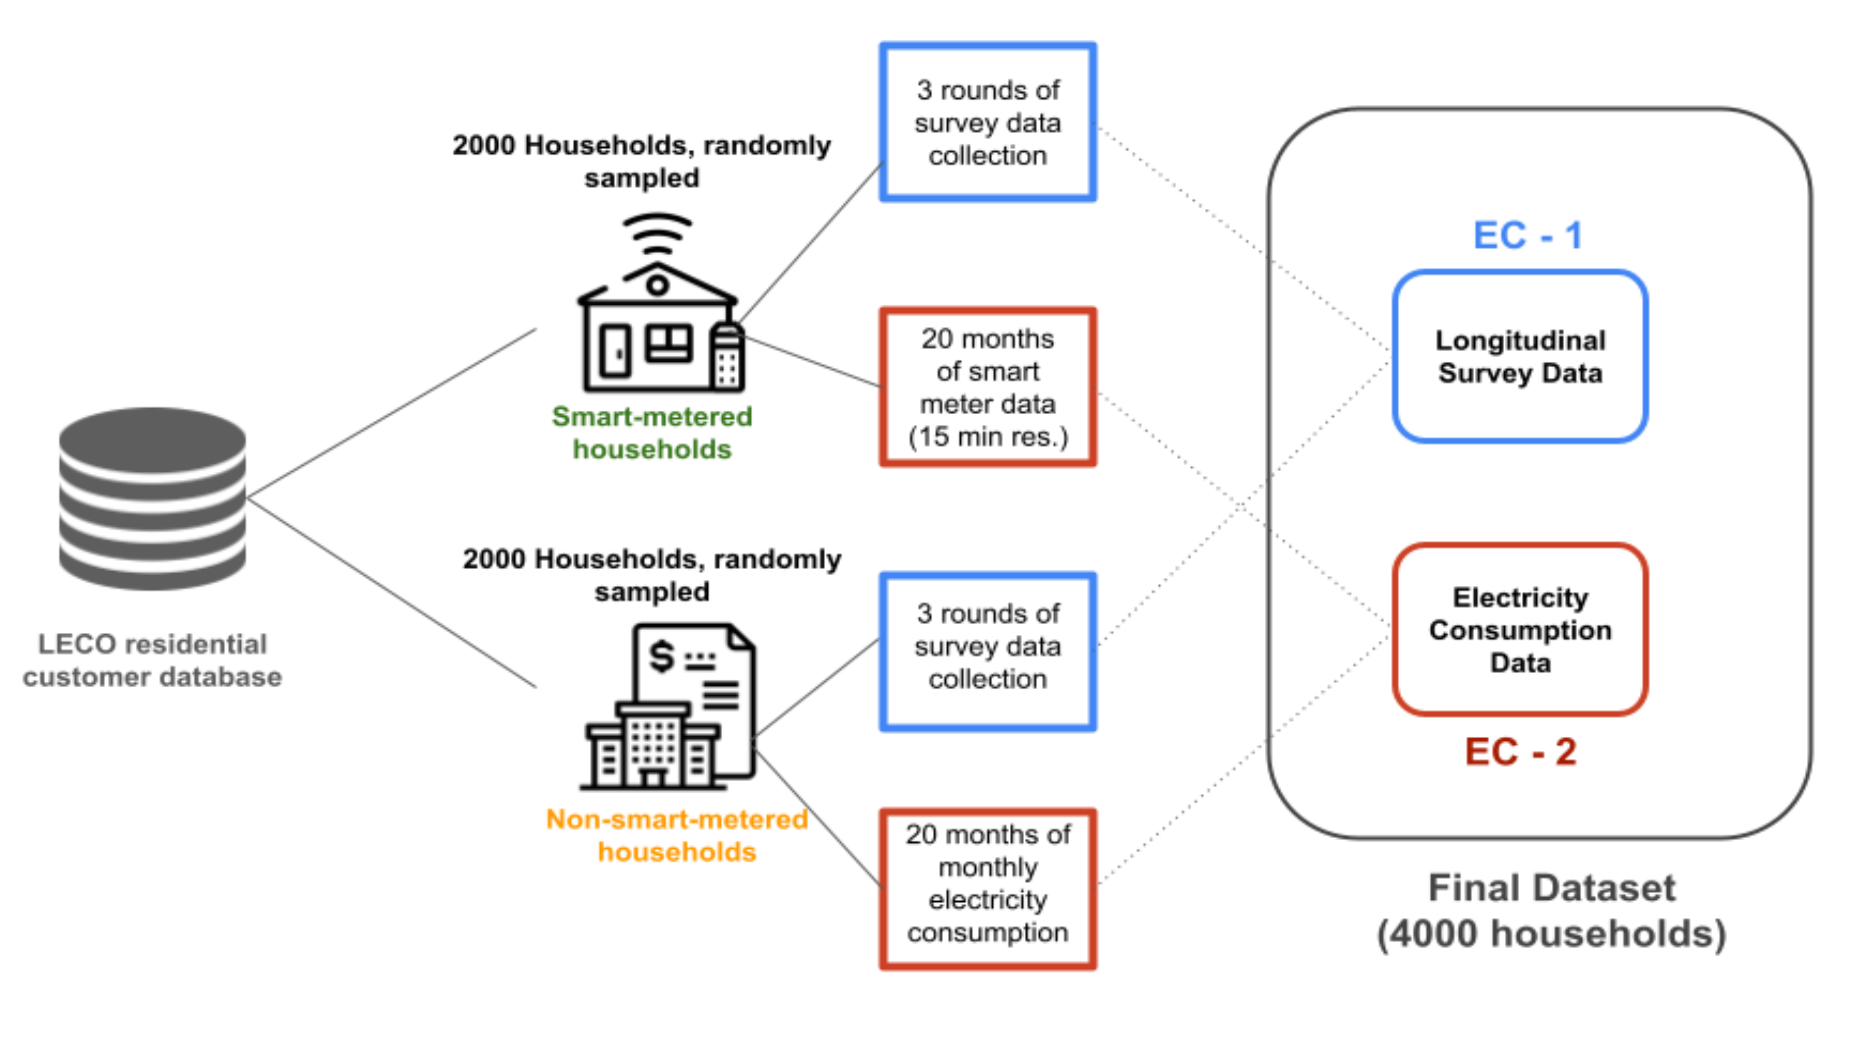 LECO residential
customer database
2000 Households, randomly
sampled
Smart-metered
households
2000 Households, randomly
sampled
$
Non-smart-metered
households
3 rounds of
survey data
collection
20 months
of smart
meter data
(15 min res.)
3 rounds of
survey data
collection
20 months of
monthly
electricity
consumption
EC - 1
Longitudinal
Survey Data
Electricity
Consumption
Data
EC - 2
Final Dataset
(4000 households)